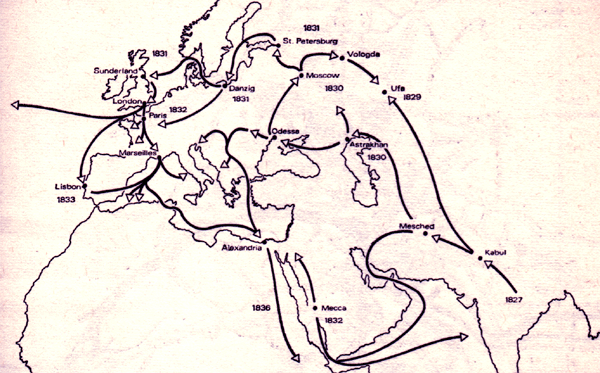 1831
St. Petersburg
1831
Vologda
Sunderland
Moscow
Ufa
Danzig
1830
1829
London
1832
1831
Paris
Odessa
Astrakhan
Marseilles
1830
Lisbon
1833
Mesched
Alexandria
Kabul
1836
Mecca
1827
1832